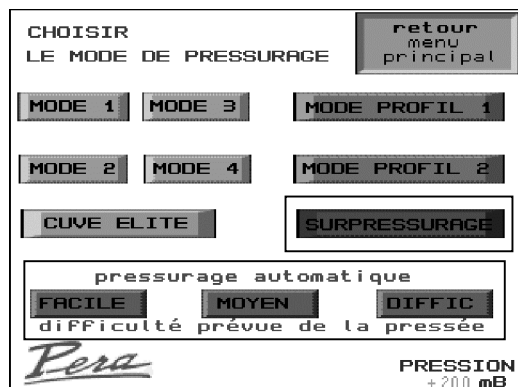 CHOISIR
LE MODE DE PRESSURAGE
retour
menu
principal
MODE 1 MODE 3 MODE PROFIL 1
MODE 2 MODE 4 MODE PROFIL 2
CUVE ELITE SURPRESSURAGE
pressurage automatique
FACILE MOYEN DIFFIC
difficulté prévue de la pressée
Pera
PRESSION
+200 mB